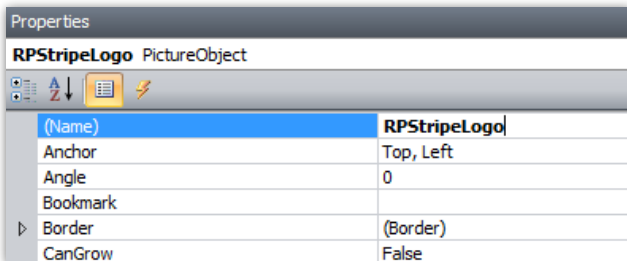 Properties
RPStripeLogo PictureObject
(Name) RPStripeLogo
Anchor Top, Left
Angle 0
Bookmark
Border (Border)
CanGrow False